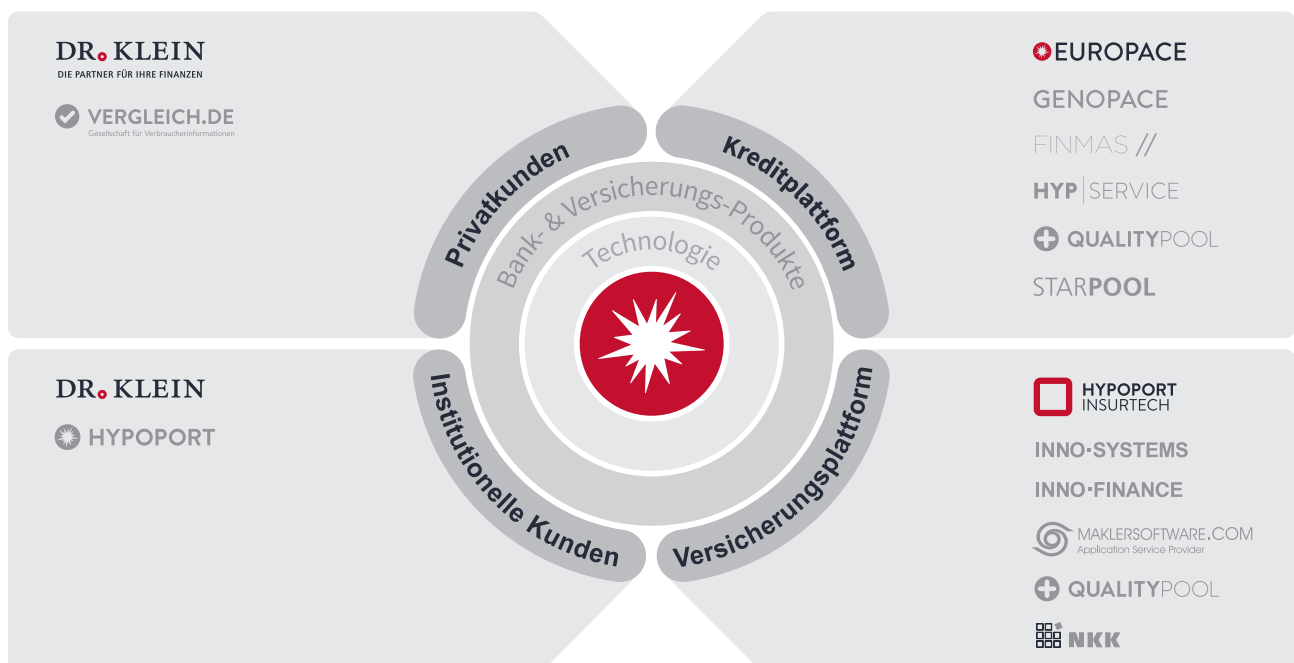 DR. KLEIN
DIE PARTNER FÜR IHRE FINANZEN
VERGLEICH.DE
Gesellschaft für Verbraucherinformationen
EUROPACE
GENOPACE
FINMAS //
HYP|SERVICE
QUALITYPOOL
STARPOOL
Privatkunden
Kreditplattform
Bank- & Versicherungs-Produkte
Technologie
Institutionelle Kunden
Versicherungsplattform
DR. KLEIN
HYPOPORT
HYPOPORT
INSURTECH
INNO·SYSTEMS
INNO·FINANCE
MAKLERSOFTWARE.COM
Application Service Provider
QUALITYPOOL
NKK